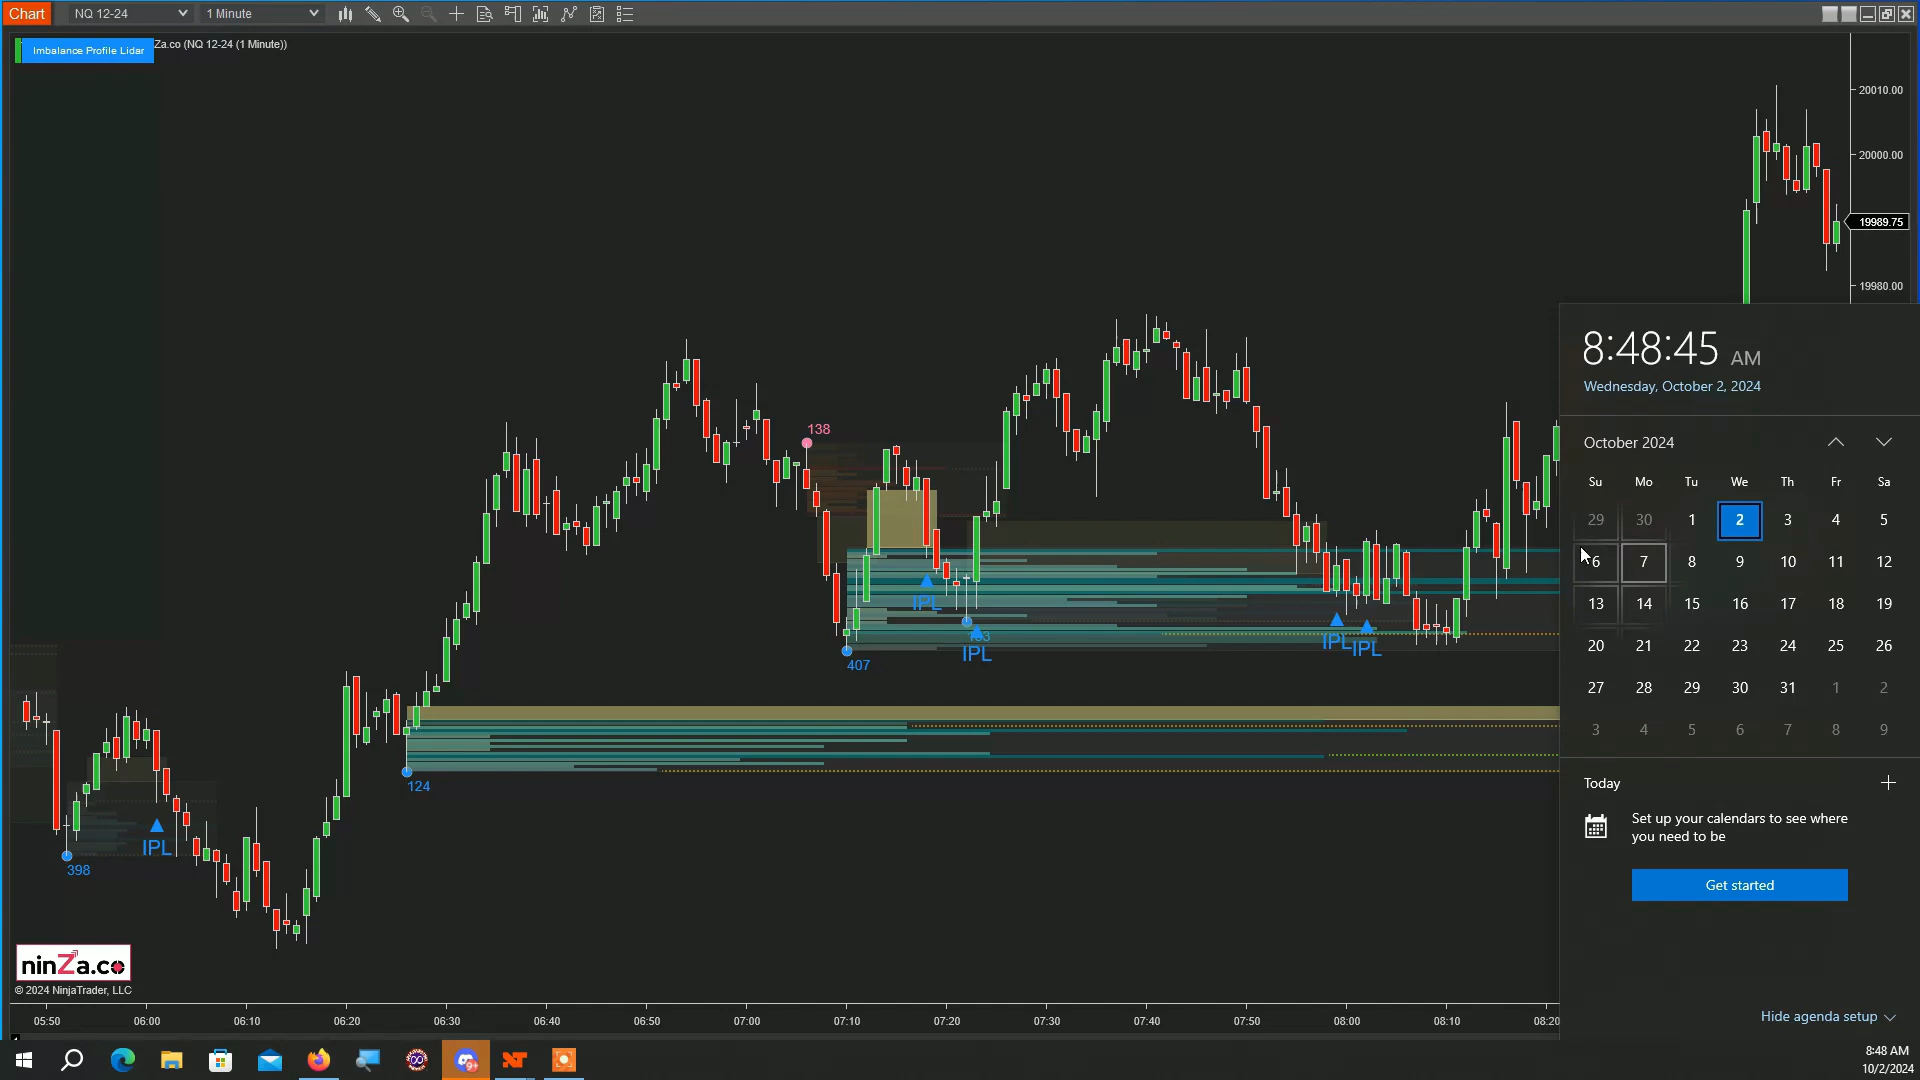 Chart NQ 12-24 1 Minute
Imbalance Profile Lidar Za.co (NQ 12-24 (1 Minute))
20010.00
20000.00
19989.75
19980.00
138
IPL
IPL
IPL IPL
407
124
IPL
398
8:48:45 AM
Wednesday, October 2, 2024
October 2024
Su Mo Tu We Th Fr Sa
29 30 1 2 3 4 5
6 7 8 9 10 11 12
13 14 15 16 17 18 19
20 21 22 23 24 25 26
27 28 29 30 31 1 2
3 4 5 6 7 8 9
Today
Set up your calendars to see where
you need to be
Get started
Hide agenda setup
ninZa.co
© 2024 NinjaTrader, LLC
05:50 06:00 06:10 06:20 06:30 06:40 06:50 07:00 07:10 07:20 07:30 07:40 07:50 08:00 08:10 08:20
9+
8:48 AM
10/2/2024